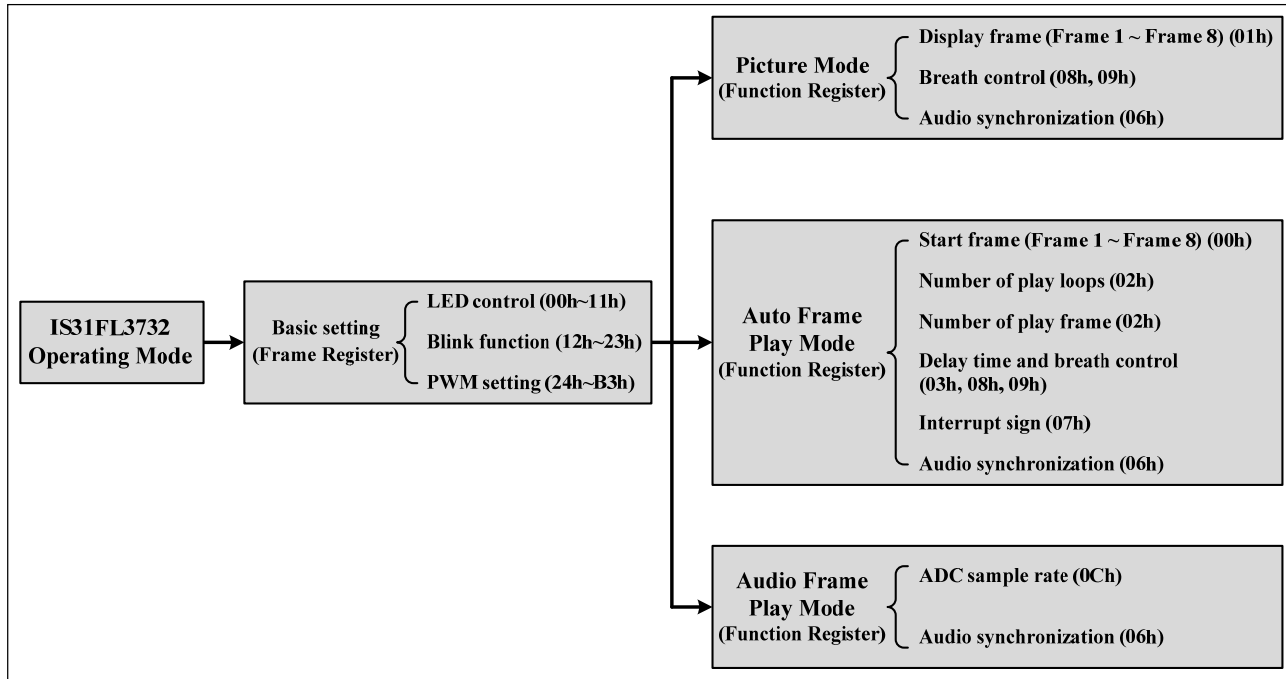 IS31FL3732
Operating Mode
Basic setting
(Frame Register)
LED control (00h~11h)
Blink function (12h~23h)
PWM setting (24h~B3h)
Picture Mode
(Function Register)
Display frame (Frame 1 ~ Frame 8) (01h)
Breath control (08h, 09h)
Audio synchronization (06h)
Auto Frame
Play Mode
(Function Register)
Start frame (Frame 1 ~ Frame 8) (00h)
Number of play loops (02h)
Number of play frame (02h)
Delay time and breath control
(03h, 08h, 09h)
Interrupt sign (07h)
Audio synchronization (06h)
Audio Frame
Play Mode
(Function Register)
ADC sample rate (0Ch)
Audio synchronization (06h)